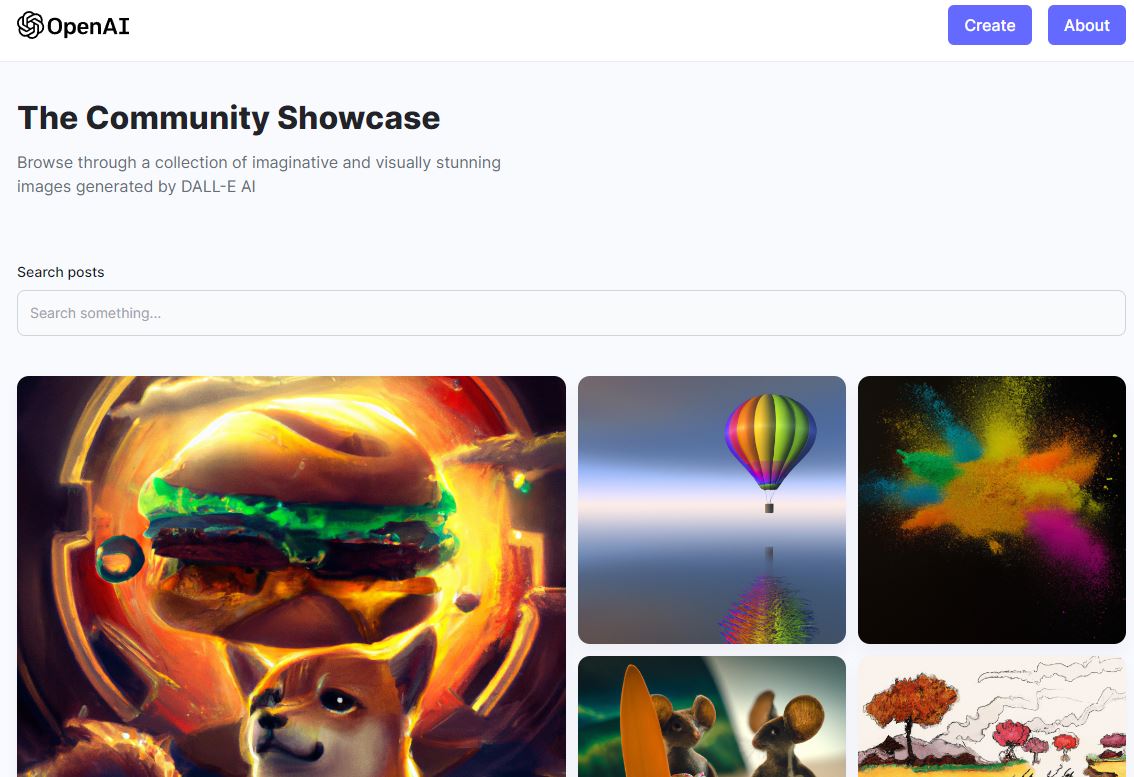 OpenAI
Create
About
The Community Showcase
Browse through a collection of imaginative and visually stunning
images generated by DALL-E AI
Search posts
Search something...